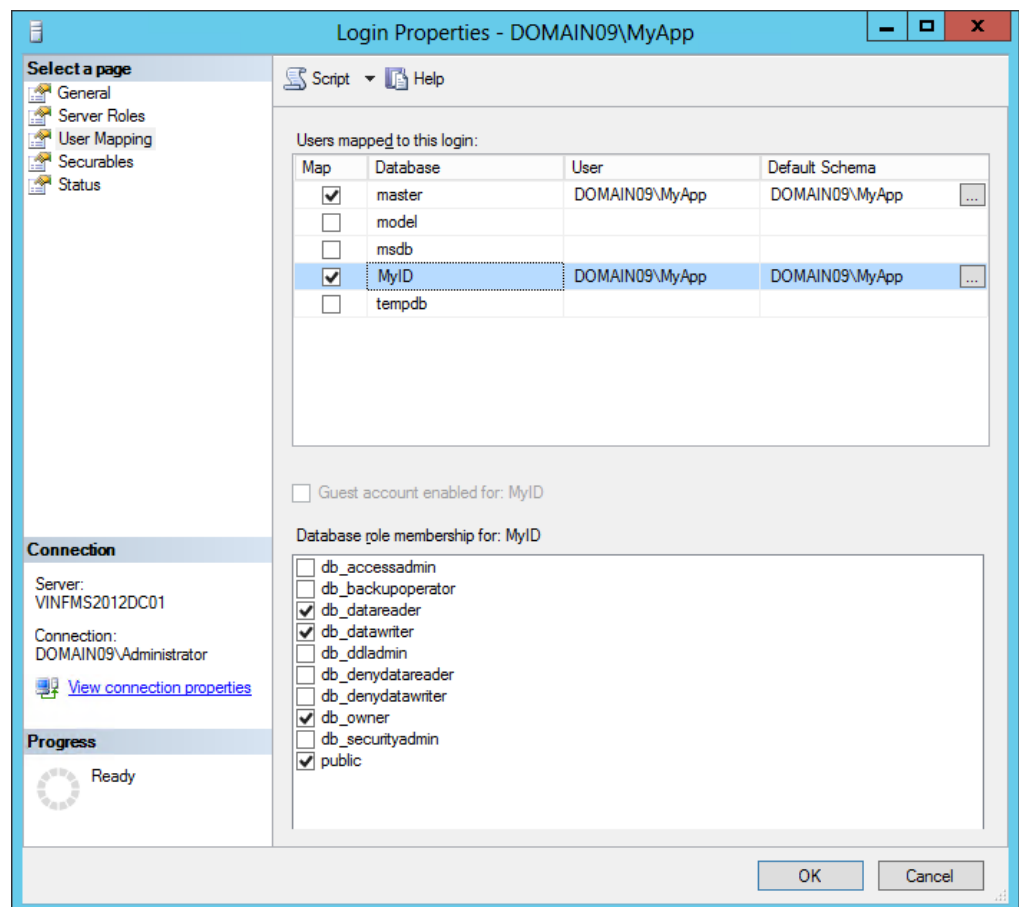 Login Properties - DOMAIN09\MyApp
Select a page
General
Server Roles
User Mapping
Securables
Status
Script Help
Users mapped to this login:
Map Database User Default Schema
master DOMAIN09\MyApp DOMAIN09\MyApp ...
model
msdb
MyID DOMAIN09\MyApp DOMAIN09\MyApp ...
tempdb
Guest account enabled for: MyID
Database role membership for: MyID
db_accessadmin
db_backupoperator
db_datareader
db_datawriter
db_ddladmin
db_denydatareader
db_denydatawriter
db_owner
db_securityadmin
public
Connection
Server:
VINFMS2012DC01
Connection:
DOMAIN09\Administrator
View connection properties
Progress
Ready
OK Cancel